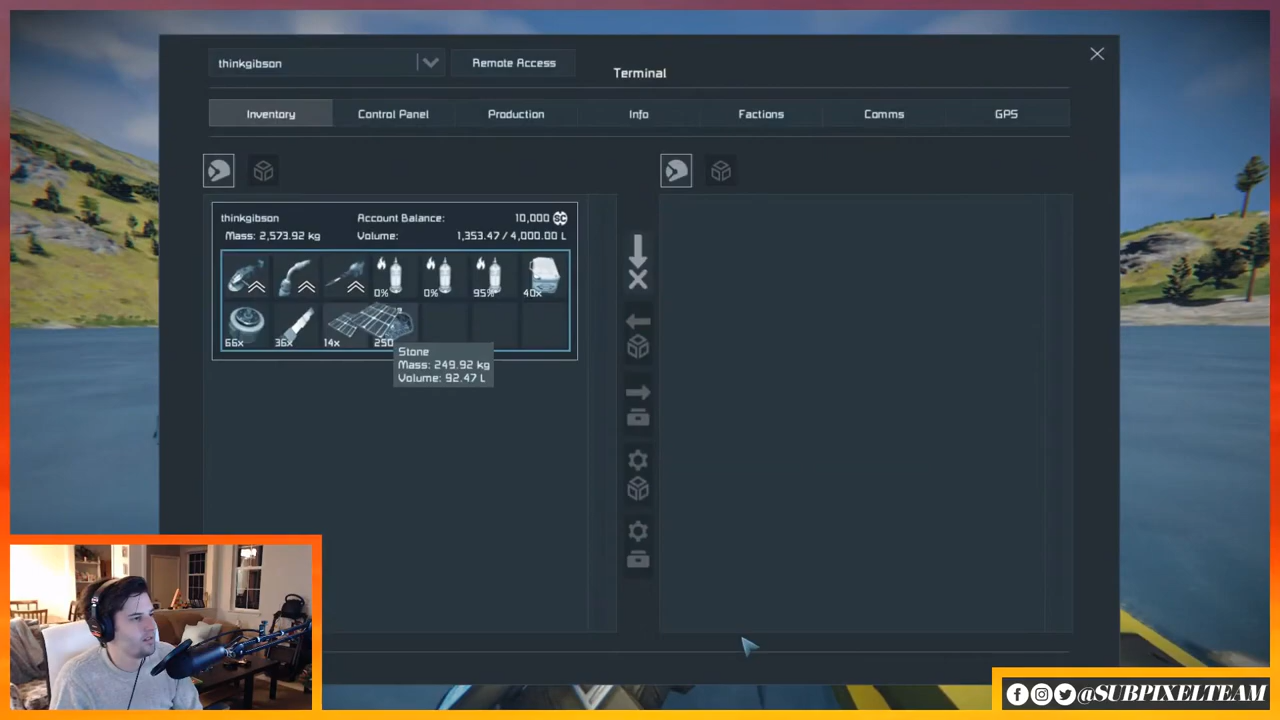 thinkgibson
Remote Access
Terminal
Inventory
Control Panel
Production
Info
Factions
Comms
GPS
thinkgibson Account Balance: 10,000 SC
Mass: 2,573.92 kg Volume: 1,353.47 / 4,000.00 L
0% 0% 95% 40x
66x 36x 14x 250
Stone
Mass: 249.92 kg
Volume: 92.47 L
@SUBPIXELTEAM